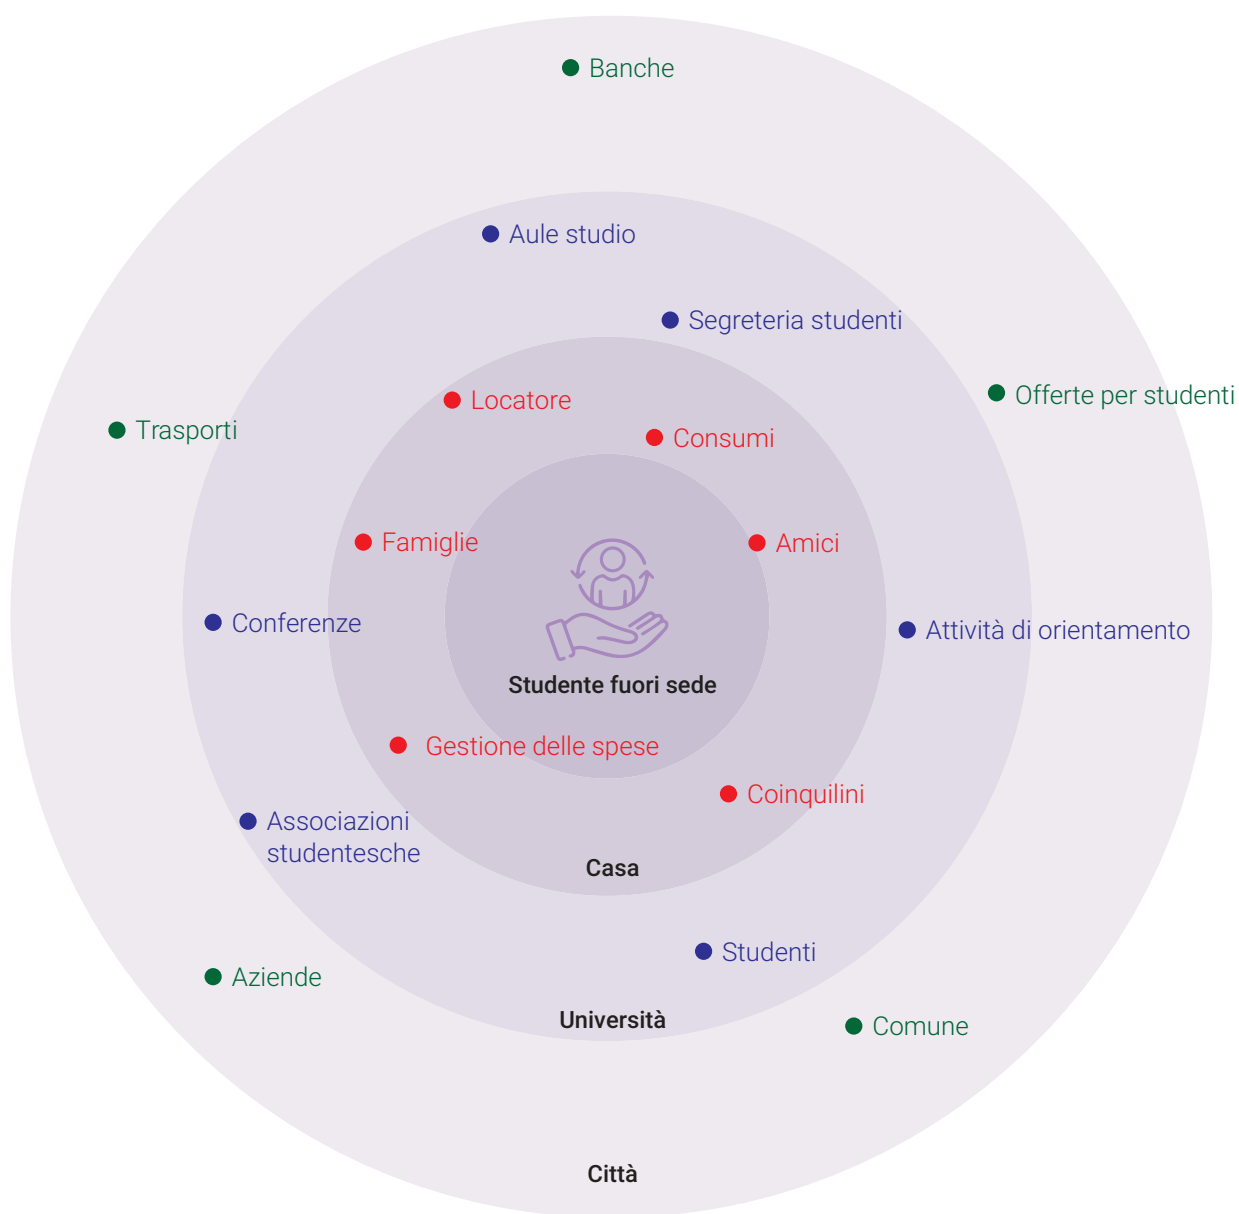 Banche
Aule studio
Segreteria studenti
Offerte per studenti
Locatore
Trasporti
Consumi
Famiglie
Amici
Conferenze
Attività di orientamento
Studente fuori sede
Gestione delle spese
Coinquilini
Associazioni
studentesche
Casa
Studenti
Aziende
Università
Comune
Città